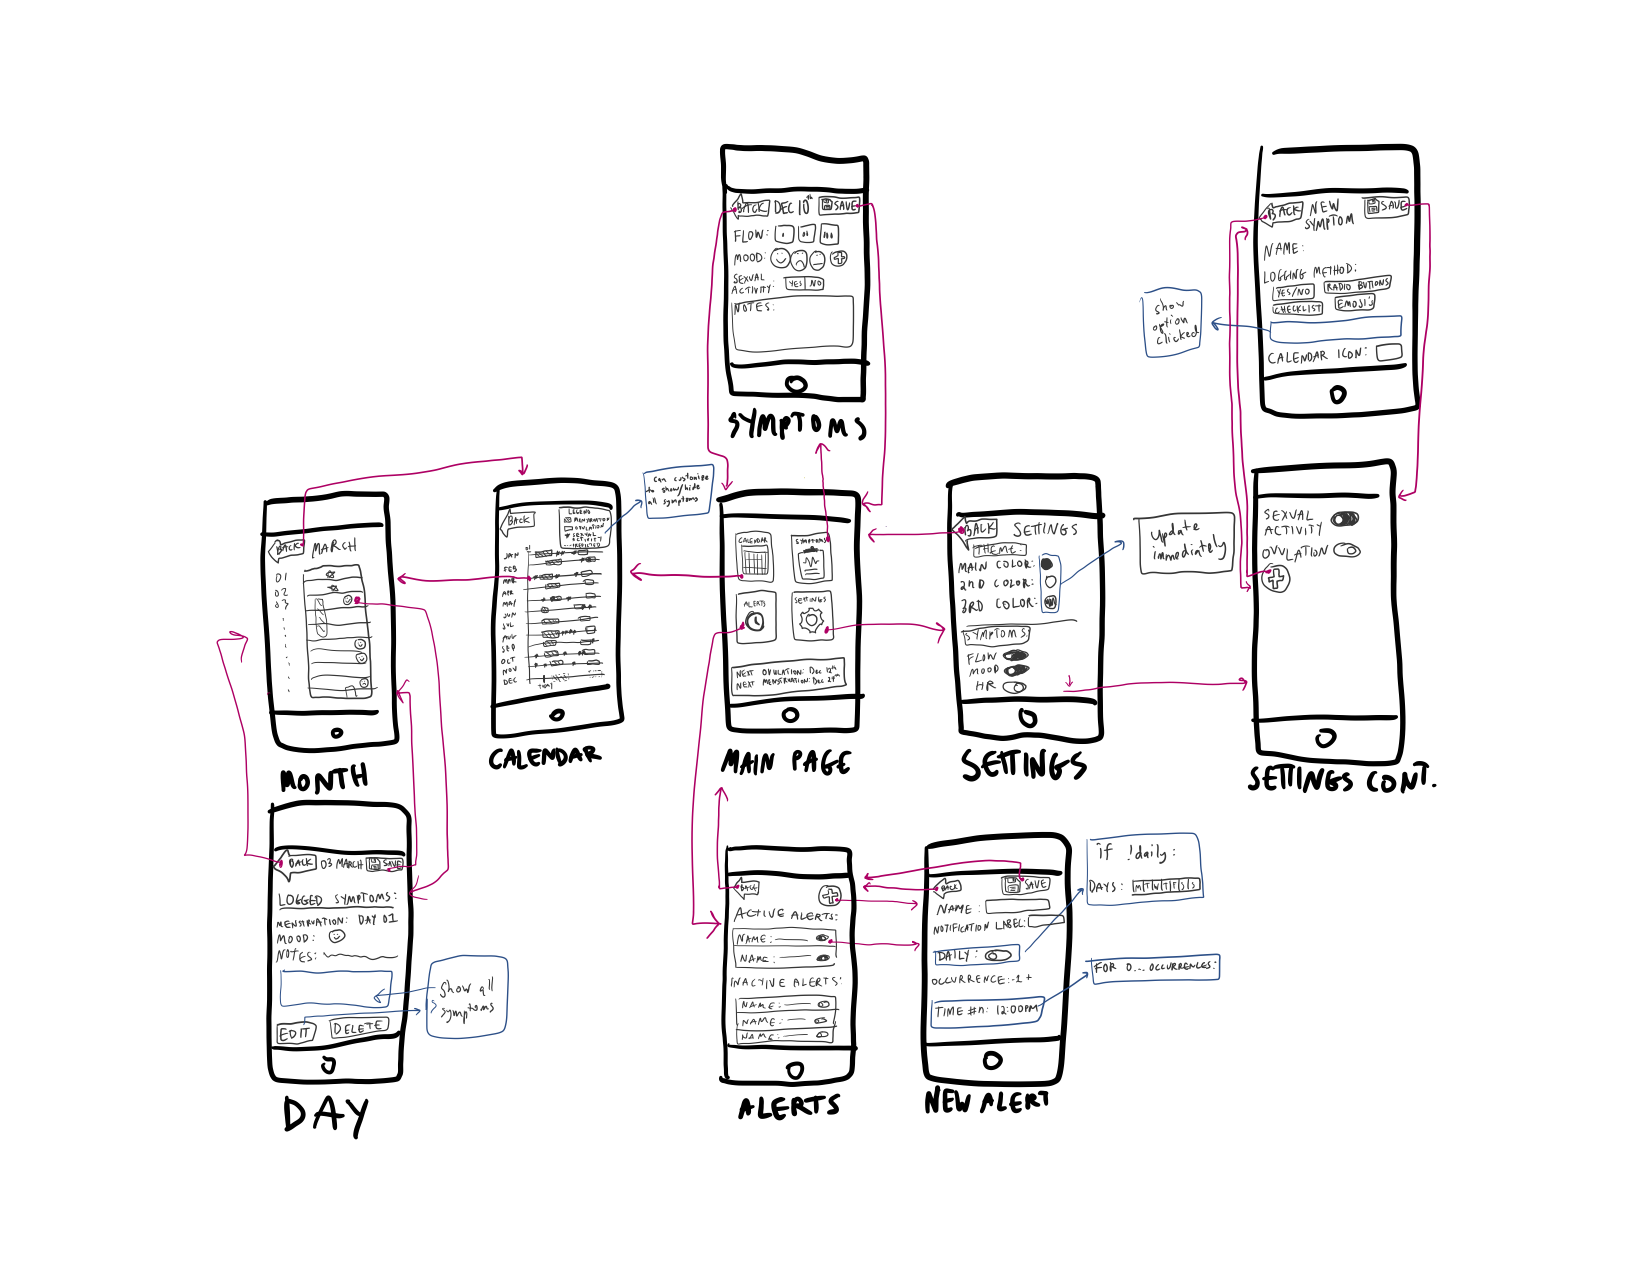 BACK DEC 10th SAVE
FLOW:
MOOD:
SEXUAL
ACTIVITY: YES NO
NOTES:
SYMPTOMS
BACK NEW SAVE
SYMPTOM
NAME:
LOGGING METHOD:
YES/NO RADIO BUTTONS
CHECKLIST EMOJI'S
CALENDAR ICON:
show
option
clicked
BACK MARCH
01
02
03
MONTH
BACK
LEGEND
MENSTRUATION
OVULATION
SEXUAL
ACTIVITY
PREDICTED
01
JAN
FEB
MAR
APR
MAY
JUN
JUL
AUG
SEP
OCT
NOV
DEC
TODAY
CALENDAR
Can customize
to show/hide
all symptoms
CALENDAR SYMPTOMS
ALERTS SETTINGS
NEXT OVULATION: Dec 12th
NEXT MENSTRUATION: Dec 29th
MAIN PAGE
BACK SETTINGS
THEME:
MAIN COLOR:
2ND COLOR:
3RD COLOR:
SYMPTOMS
FLOW
MOOD
HR
SETTINGS
update
immediately
SEXUAL
ACTIVITY
OVULATION
SETTINGS CONT.
BACK 03 MARCH SAVE
LOGGED SYMPTOMS:
MENSTRUATION: DAY 01
MOOD:
NOTES:
EDIT DELETE
DAY
Show all
symptoms
BACK
ACTIVE ALERTS:
NAME:
NAME:
INACTIVE ALERTS:
NAME:
NAME:
NAME:
ALERTS
BACK SAVE
NAME:
NOTIFICATION LABEL:
DAILY:
OCCURRENCE: -1 +
TIME #n: 12:00PM
NEW ALERT
if !daily:
DAYS: M T W T F S S
FOR 0... OCCURRENCES: